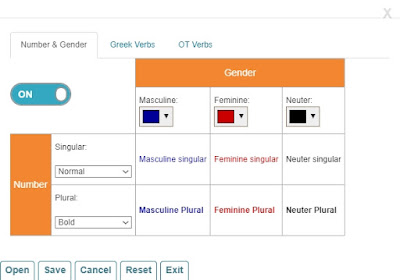 X
Number & Gender Greek Verbs OT Verbs
ON
Gender
Masculine: Feminine: Neuter:
Number
Singular:
Normal
Masculine singular Feminine singular Neuter singular
Plural:
Bold
Masculine Plural Feminine Plural Neuter Plural
Open Save Cancel Reset Exit